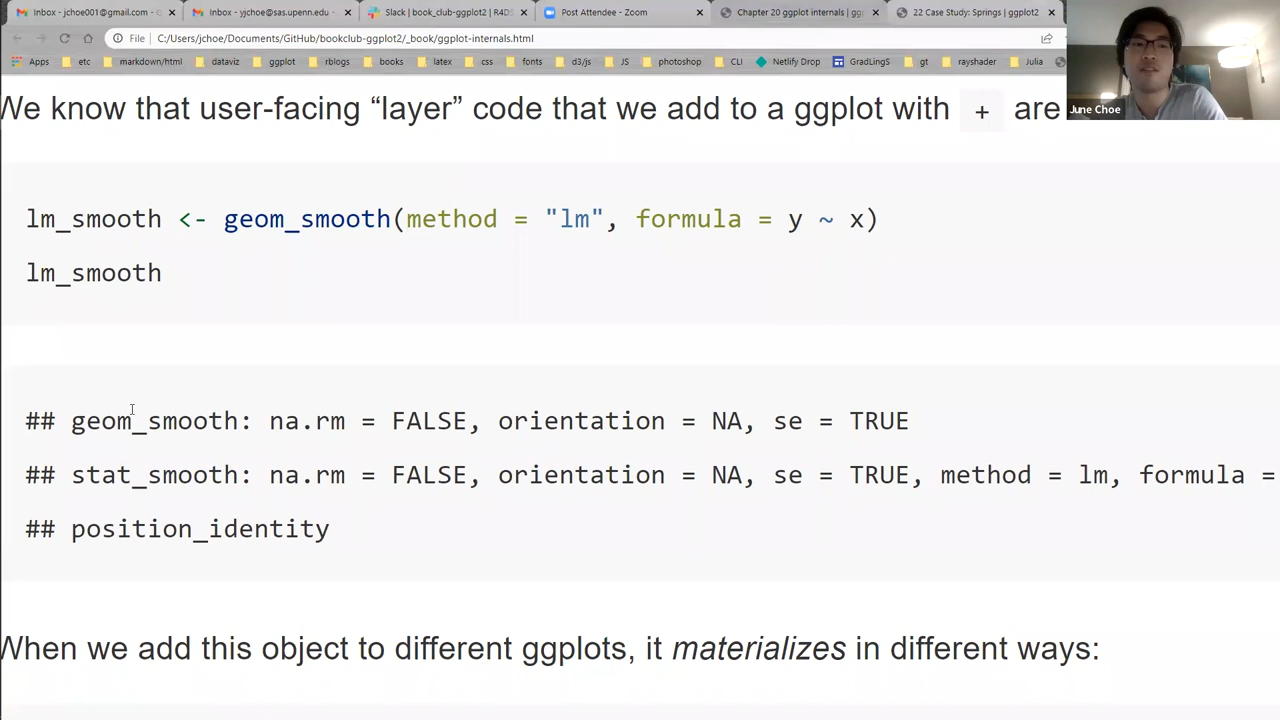 Inbox - jchoe001@gmail.com - G
Inbox - yjchoe@sas.upenn.edu -
Slack | book_club-ggplot2 | R4DS
Post Attendee - Zoom
Chapter 20 ggplot internals | gg
22 Case Study: Springs | ggplot2
File C:/Users/jchoe/Documents/GitHub/bookclub-ggplot2/_book/ggplot-internals.html
Apps etc markdown/html dataviz ggplot rblogs books latex css fonts d3/js JS photoshop CLI Netlify Drop GradLingS gt rayshader Julia
June Choe
We know that user-facing “layer” code that we add to a ggplot with + are
lm_smooth <- geom_smooth(method = "lm", formula = y ~ x)
lm_smooth
## geom_smooth: na.rm = FALSE, orientation = NA, se = TRUE
## stat_smooth: na.rm = FALSE, orientation = NA, se = TRUE, method = lm, formula =
## position_identity
When we add this object to different ggplots, it materializes in different ways: